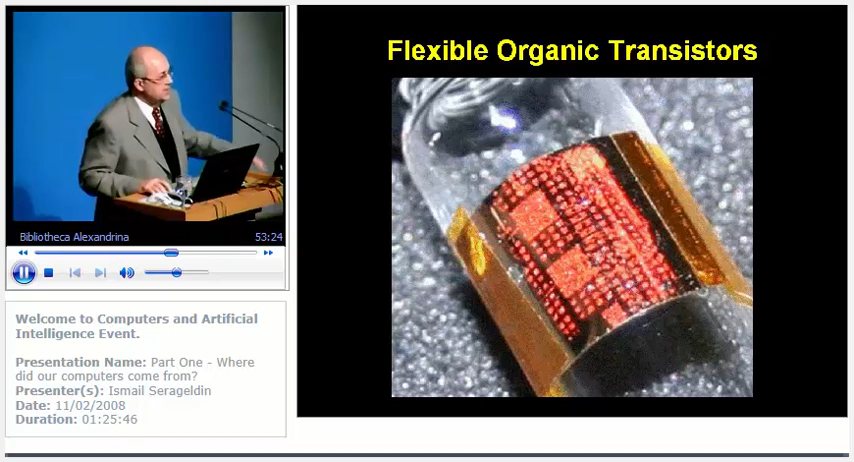 Flexible Organic Transistors
Bibliotheca Alexandrina 53:24
Welcome to Computers and Artificial
Intelligence Event.
Presentation Name: Part One - Where
did our computers come from?
Presenter(s): Ismail Serageldin
Date: 11/02/2008
Duration: 01:25:46